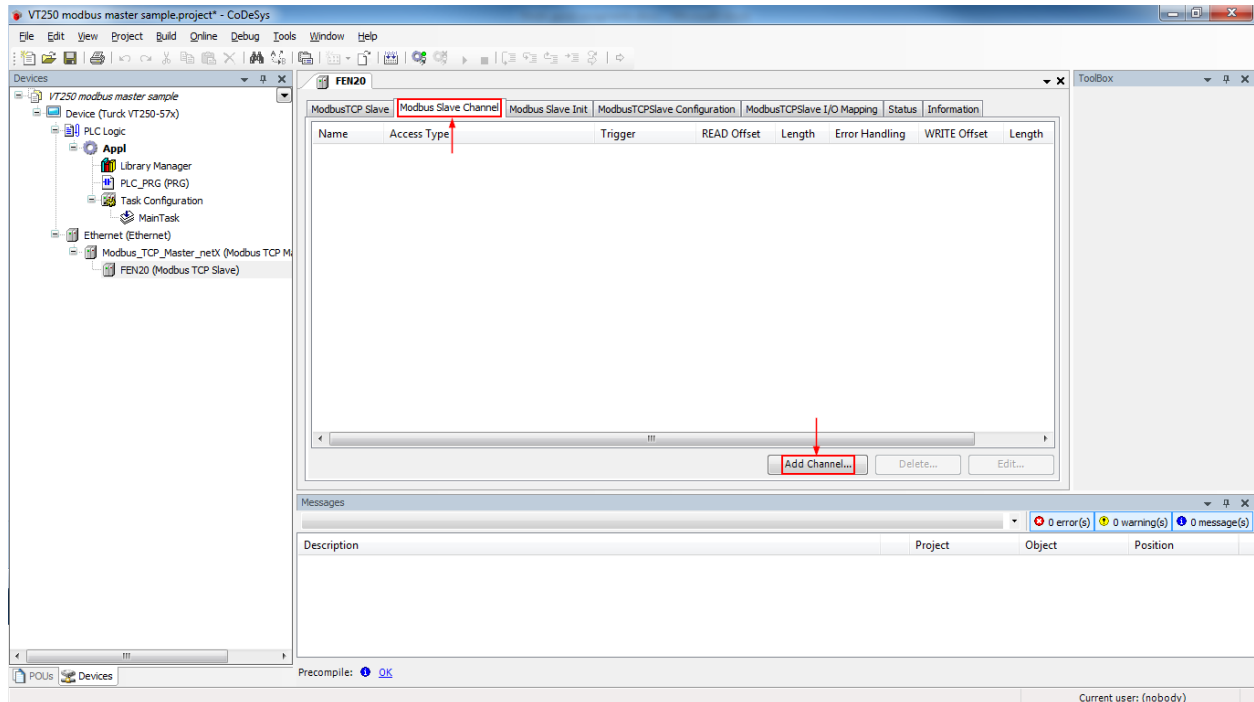 VT250 modbus master sample.project* - CoDeSys
File Edit View Project Build Online Debug Tools Window Help
Devices
VT250 modbus master sample
Device (Turck VT250-57x)
PLC Logic
Appl
Library Manager
PLC_PRG (PRG)
Task Configuration
MainTask
Ethernet (Ethernet)
Modbus_TCP_Master_netX (Modbus TCP Ma
FEN20 (Modbus TCP Slave)
POUs Devices
FEN20
ModbusTCP Slave Modbus Slave Channel Modbus Slave Init ModbusTCPSlave Configuration ModbusTCPSlave I/O Mapping Status Information
Name Access Type Trigger READ Offset Length Error Handling WRITE Offset Length
Add Channel... Delete... Edit...
ToolBox
Messages
0 error(s) 0 warning(s) 0 message(s)
Description Project Object Position
Precompile: OK
Current user: (nobody)